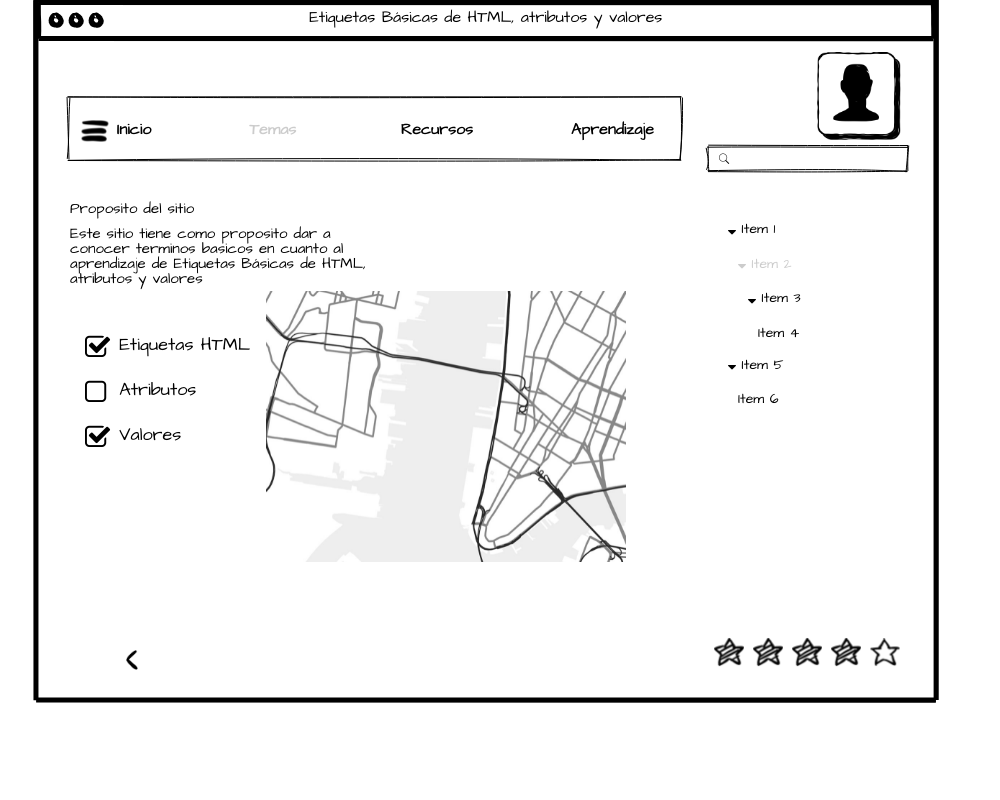 Etiquetas Básicas de HTML, atributos y valores
Inicio
Temas
Recursos
Aprendizaje
Proposito del sitio
Este sitio tiene como proposito dar a
conocer terminos basicos en cuanto al
aprendizaje de Etiquetas Básicas de HTML,
atributos y valores
Etiquetas HTML
Atributos
Valores
Item 1
Item 2
Item 3
Item 4
Item 5
Item 6